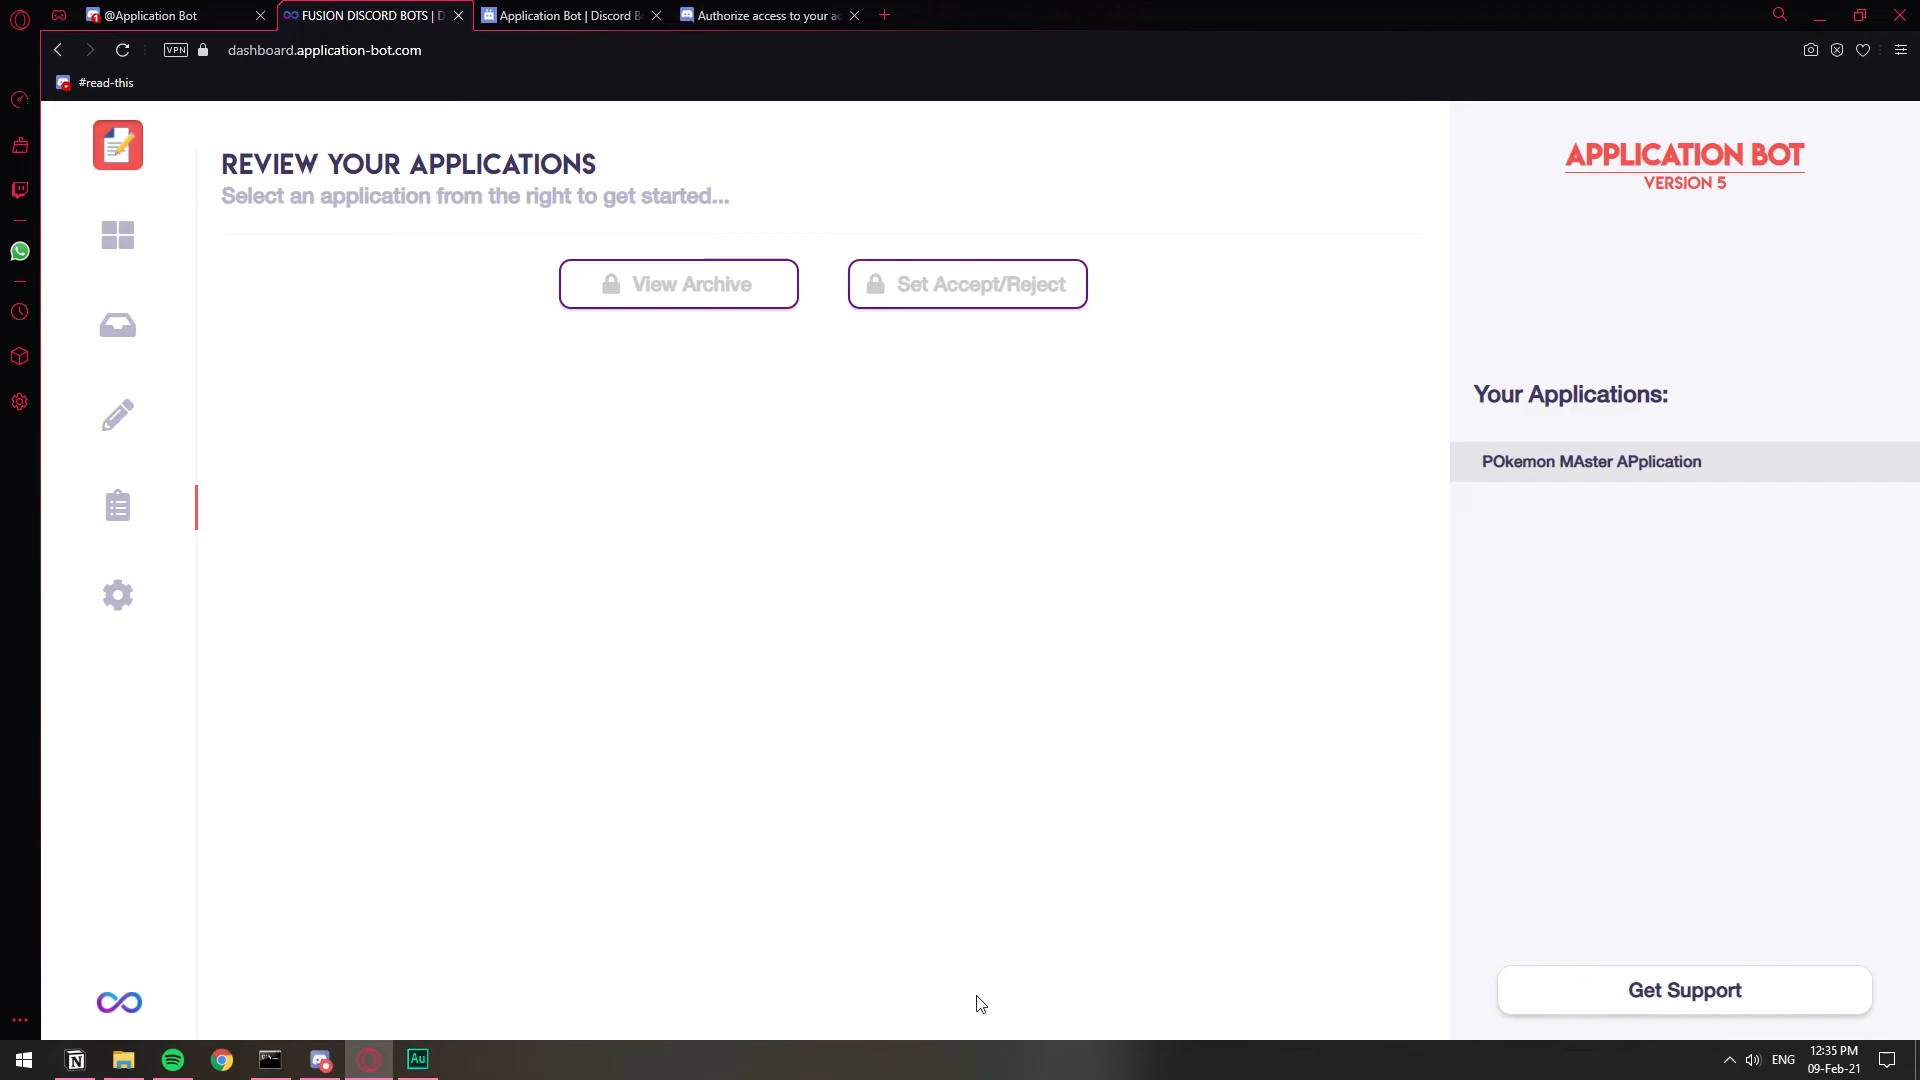 @Application Bot
FUSION DISCORD BOTS | D
Application Bot | Discord B
Authorize access to your ac
VPN
dashboard.application-bot.com
#read-this
REVIEW YOUR APPLICATIONS
Select an application from the right to get started...
View Archive
Set Accept/Reject
APPLICATION BOT
VERSION 5
Your Applications:
POkemon MAster APplication
Get Support
Au
ENG
12:35 PM
09-Feb-21